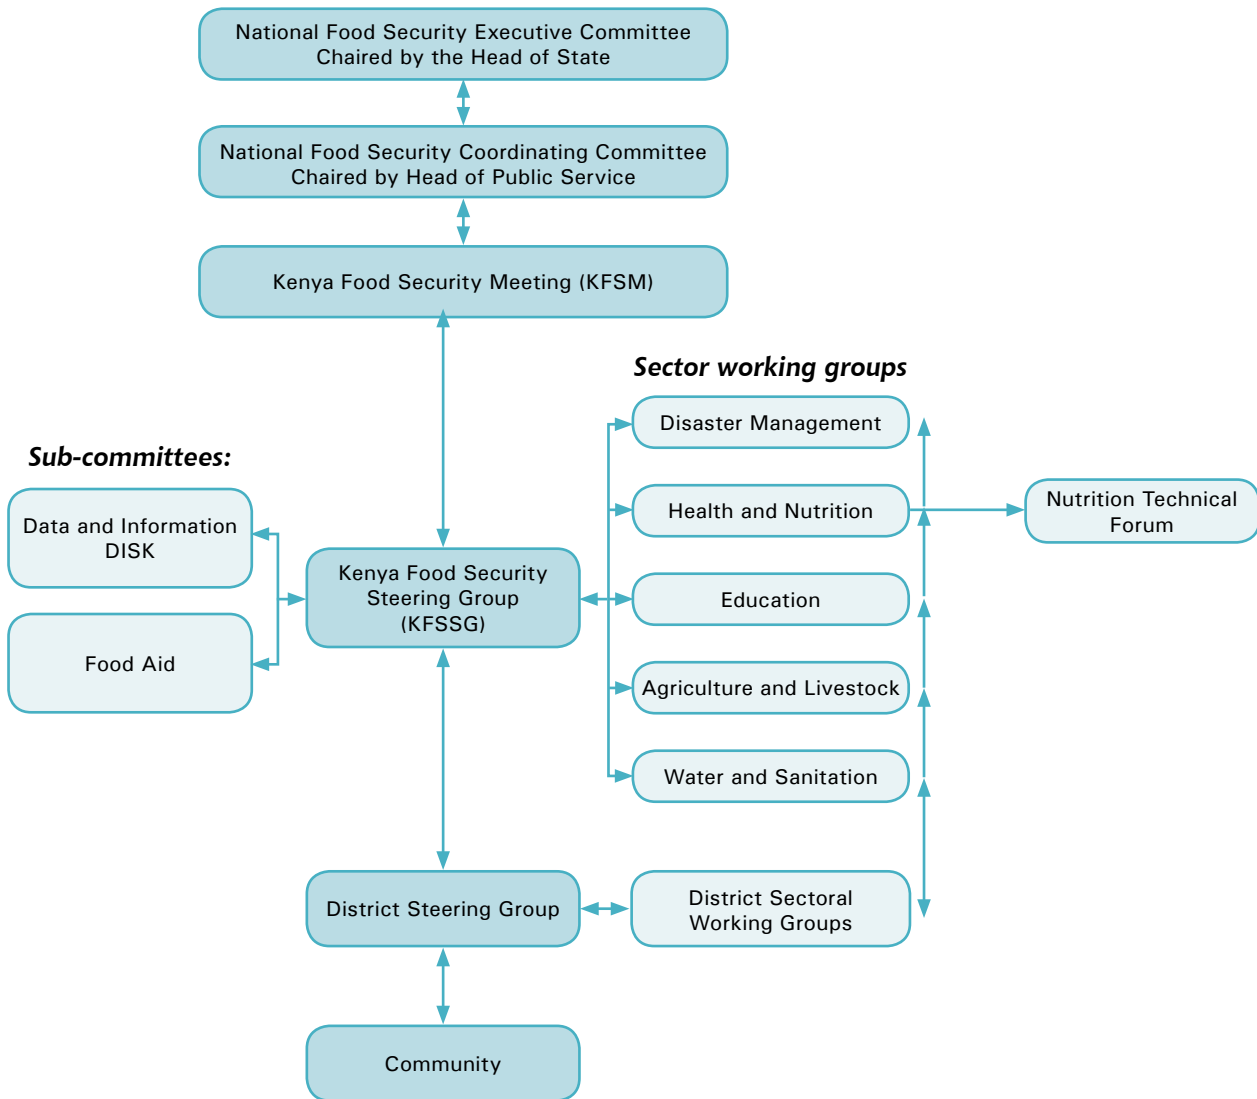 National Food Security Executive Committee
Chaired by the Head of State
National Food Security Coordinating Committee
Chaired by Head of Public Service
Kenya Food Security Meeting (KFSM)
Sector working groups
Disaster Management
Sub-committees:
Data and Information
DISK
Health and Nutrition
Nutrition Technical
Forum
Kenya Food Security
Steering Group
(KFSSG)
Education
Food Aid
Agriculture and Livestock
Water and Sanitation
District Steering Group
District Sectoral
Working Groups
Community